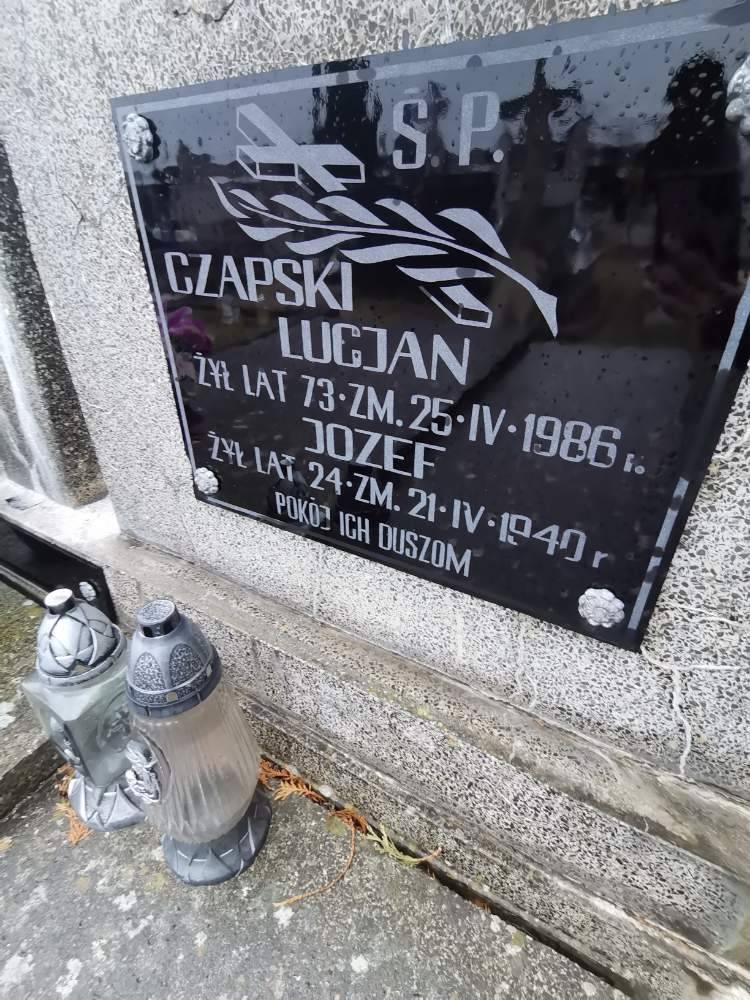 Ś.P.
CZAPSKI
LUCJAN
ŻYŁ LAT 73·ZM. 25·IV·1986 r.
JOZEF
ŻYŁ LAT 24·ZM. 21·IV·1940 r
POKÓJ ICH DUSZOM